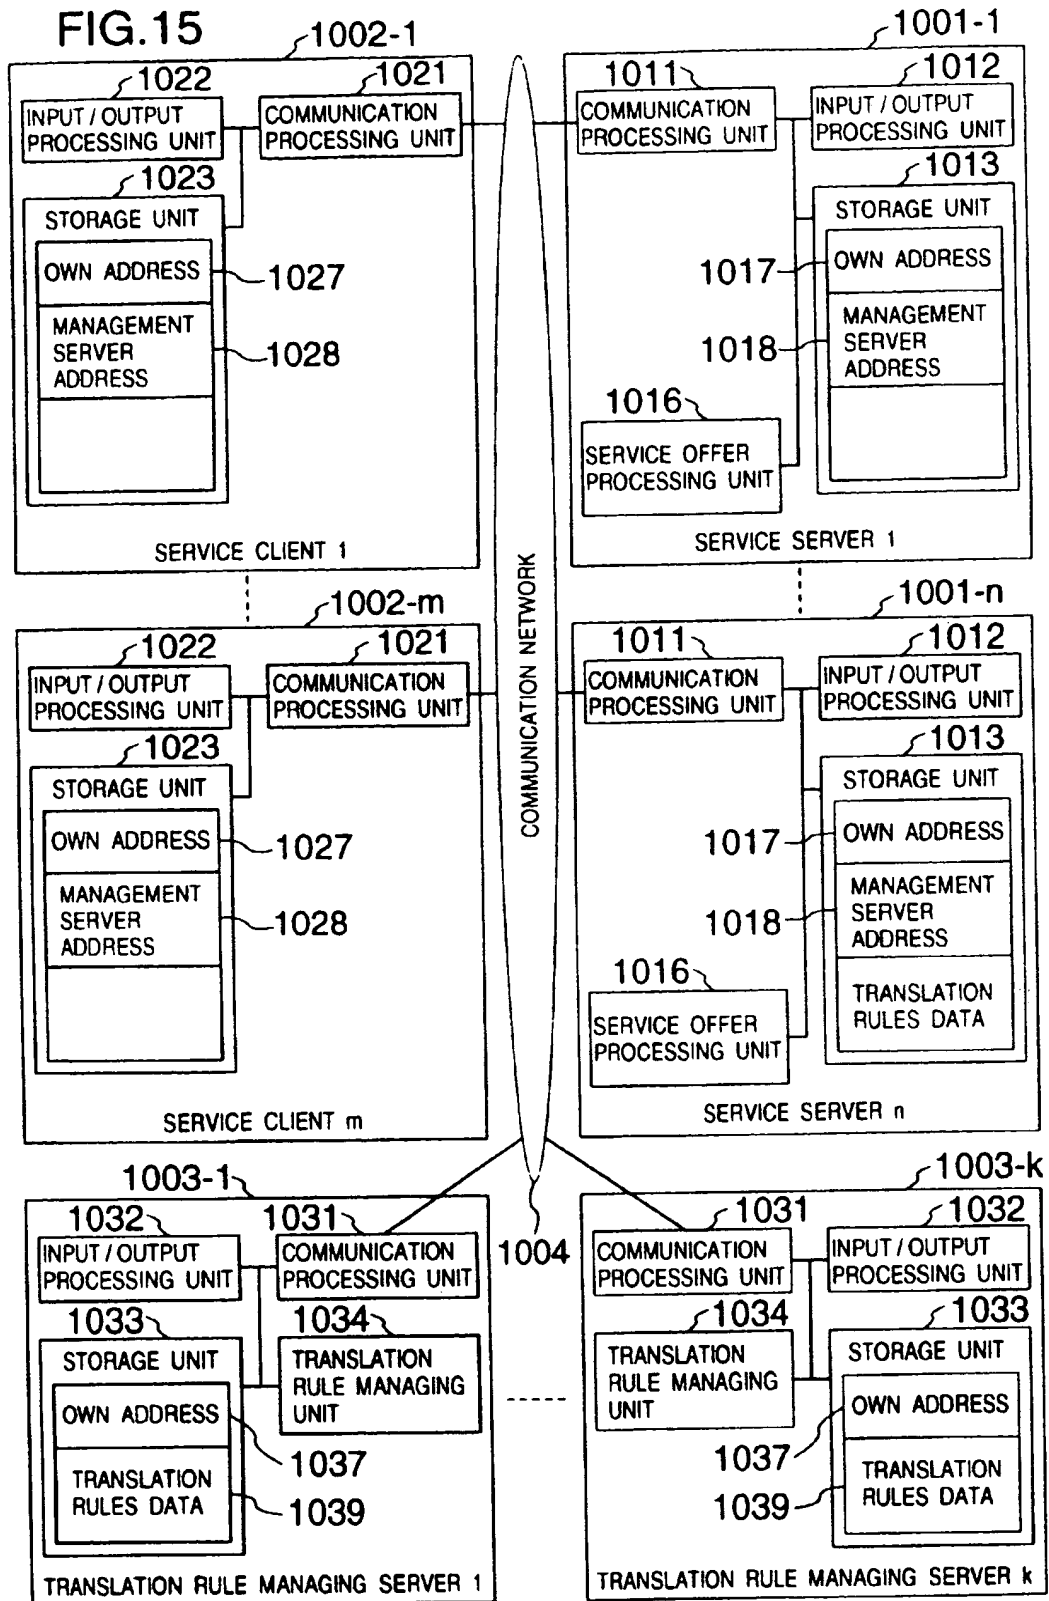 FIG.15
1002-1
1001-1
1022
1021
1011
1012
INPUT / OUTPUT
PROCESSING UNIT
COMMUNICATION
PROCESSING UNIT
COMMUNICATION
PROCESSING UNIT
INPUT / OUTPUT
PROCESSING UNIT
1023
STORAGE UNIT
OWN ADDRESS
1027
MANAGEMENT
SERVER
ADDRESS
1028
1013
STORAGE UNIT
1017
OWN ADDRESS
1018
MANAGEMENT
SERVER
ADDRESS
1016
SERVICE OFFER
PROCESSING UNIT
SERVICE CLIENT 1
SERVICE SERVER 1
COMMUNICATION NETWORK
1002-m
1001-n
1022
1021
1011
1012
INPUT / OUTPUT
PROCESSING UNIT
COMMUNICATION
PROCESSING UNIT
COMMUNICATION
PROCESSING UNIT
INPUT / OUTPUT
PROCESSING UNIT
1023
STORAGE UNIT
OWN ADDRESS
1027
MANAGEMENT
SERVER
ADDRESS
1028
1013
STORAGE UNIT
1017
OWN ADDRESS
1018
MANAGEMENT
SERVER
ADDRESS
TRANSLATION
RULES DATA
1016
SERVICE OFFER
PROCESSING UNIT
SERVICE CLIENT m
SERVICE SERVER n
1003-1
1003-k
1032
1031
1004
1031
1032
INPUT / OUTPUT
PROCESSING UNIT
COMMUNICATION
PROCESSING UNIT
COMMUNICATION
PROCESSING UNIT
INPUT / OUTPUT
PROCESSING UNIT
1033
1034
STORAGE UNIT
TRANSLATION
RULE MANAGING
UNIT
OWN ADDRESS
1037
TRANSLATION
RULES DATA
1039
1034
1033
TRANSLATION
RULE MANAGING
UNIT
STORAGE UNIT
OWN ADDRESS
1037
TRANSLATION
RULES DATA
1039
TRANSLATION RULE MANAGING SERVER 1
TRANSLATION RULE MANAGING SERVER k